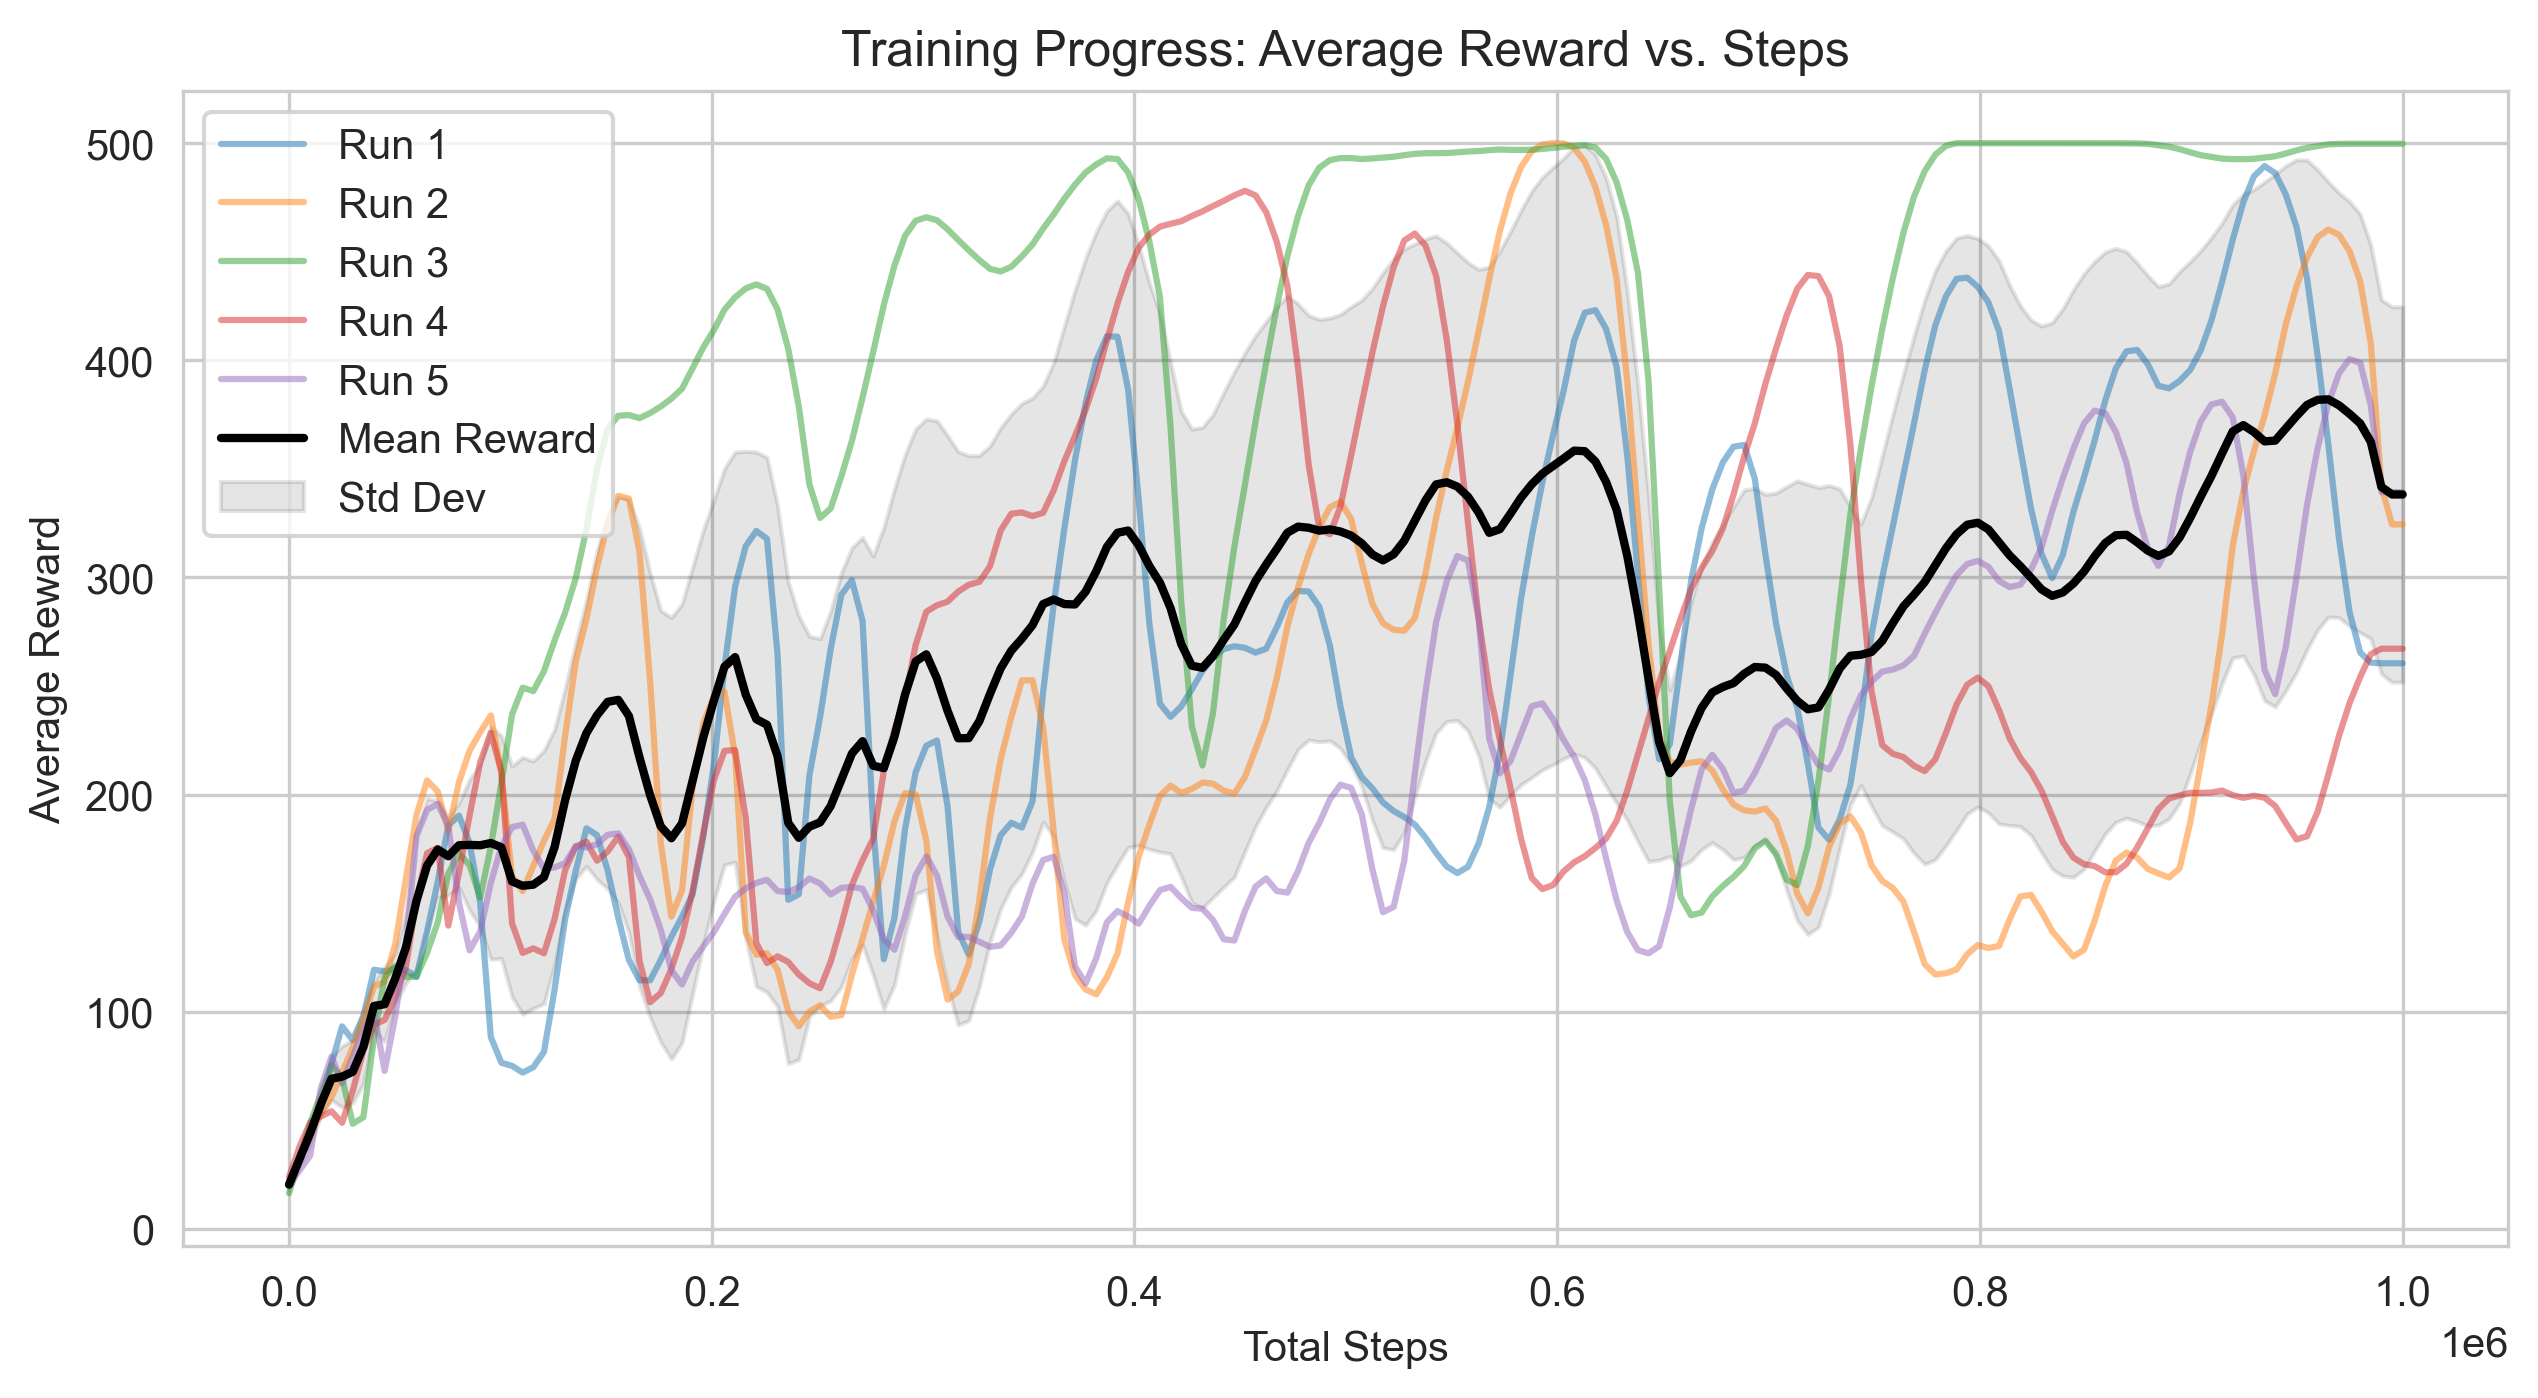 Training Progress: Average Reward vs. Steps
Run 1
Run 2
Run 3
Run 4
Run 5
Mean Reward
Std Dev
Average Reward
500
400
300
200
100
0
0.0 0.2 0.4 0.6 0.8 1.0
1e6
Total Steps